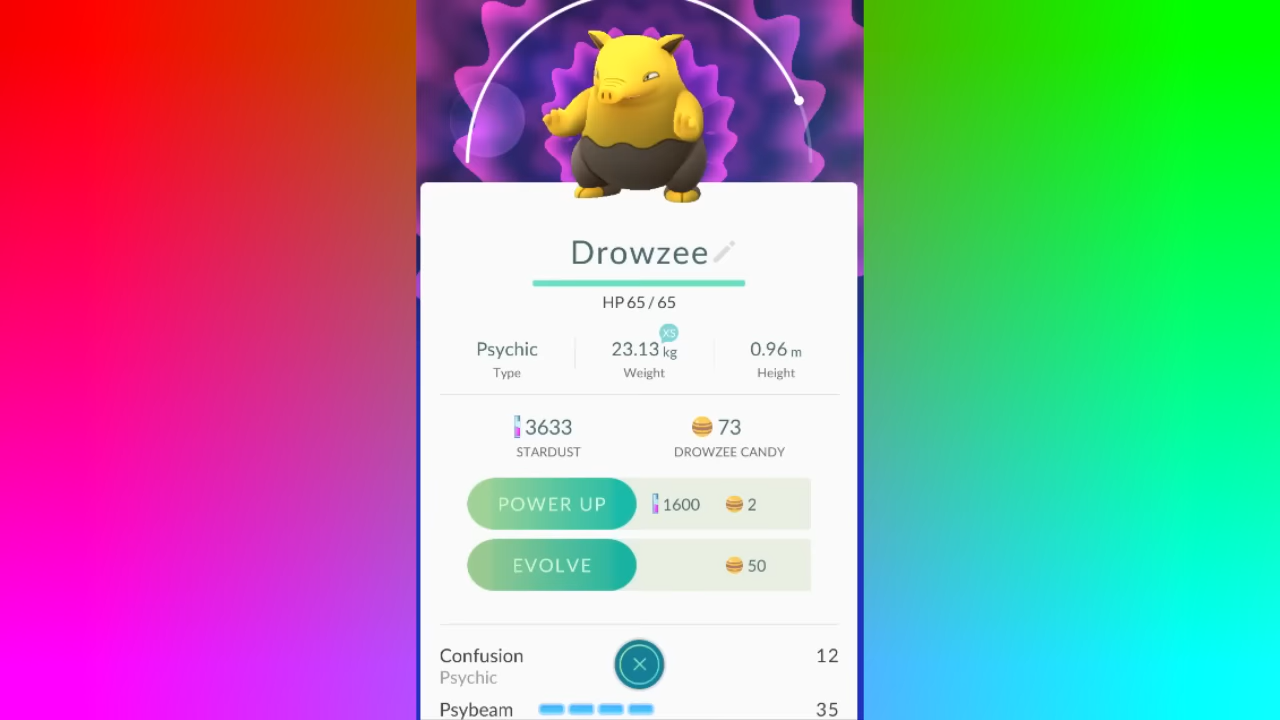 Drowzee
HP 65 / 65
XS
Psychic 23.13 kg 0.96 m
Type Weight Height
3633 73
STARDUST DROWZEE CANDY
POWER UP 1600 2
EVOLVE 50
Confusion 12
Psychic
Psybeam 35